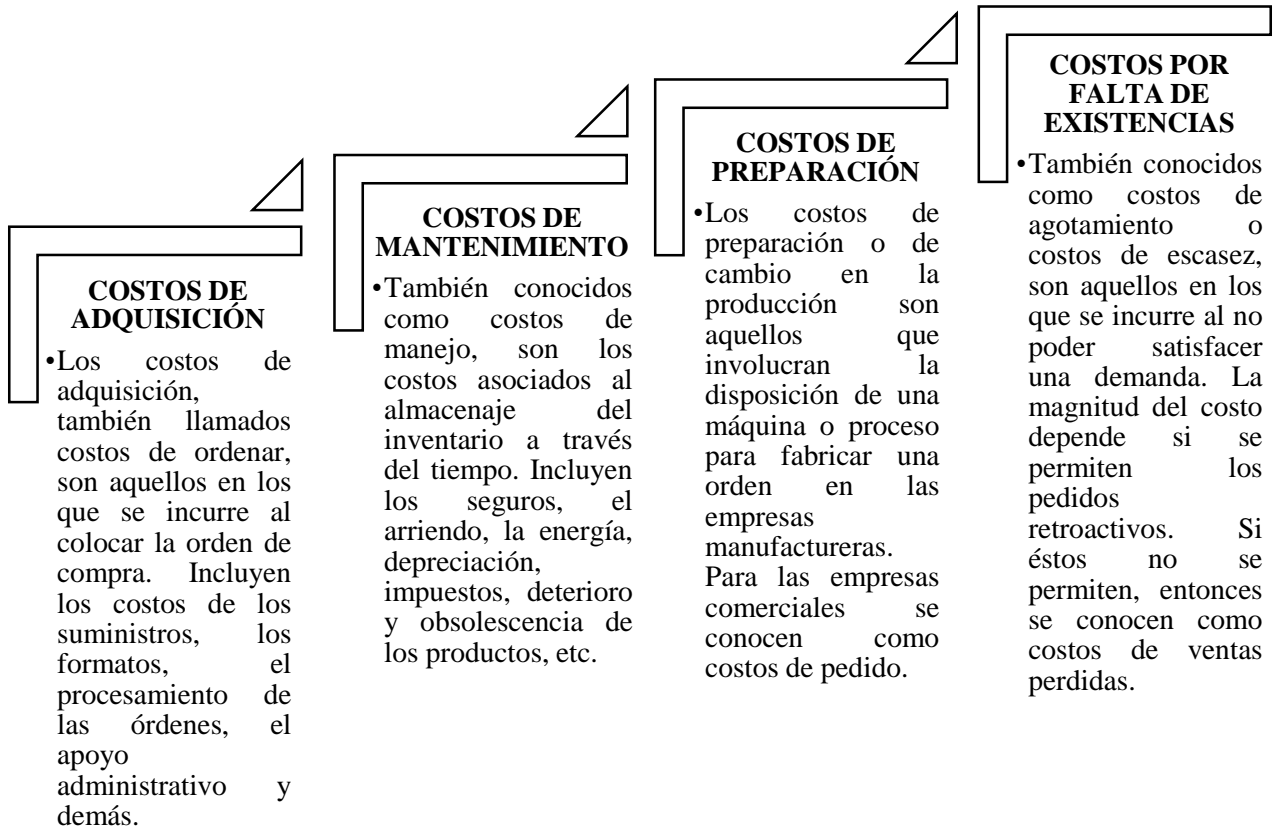 COSTOS DE
ADQUISICIÓN
•Los costos de
adquisición,
también llamados
costos de ordenar,
son aquellos en los
que se incurre al
colocar la orden de
compra. Incluyen
los costos de los
suministros, los
formatos, el
procesamiento de
las órdenes, el
apoyo
administrativo y
demás.
COSTOS DE
MANTENIMIENTO
•También conocidos
como costos de
manejo, son los
costos asociados al
almacenaje del
inventario a través
del tiempo. Incluyen
los seguros, el
arriendo, la energía,
depreciación,
impuestos, deterioro
y obsolescencia de
los productos, etc.
COSTOS DE
PREPARACIÓN
•Los costos de
preparación o de
cambio en la
producción son
aquellos que
involucran la
disposición de una
máquina o proceso
para fabricar una
orden en las
empresas
manufactureras.
Para las empresas
comerciales se
conocen como
costos de pedido.
COSTOS POR
FALTA DE
EXISTENCIAS
•También conocidos
como costos de
agotamiento o
costos de escasez,
son aquellos en los
que se incurre al no
poder satisfacer
una demanda. La
magnitud del costo
depende si se
permiten los
pedidos
retroactivos. Si
éstos no se
permiten, entonces
se conocen como
costos de ventas
perdidas.